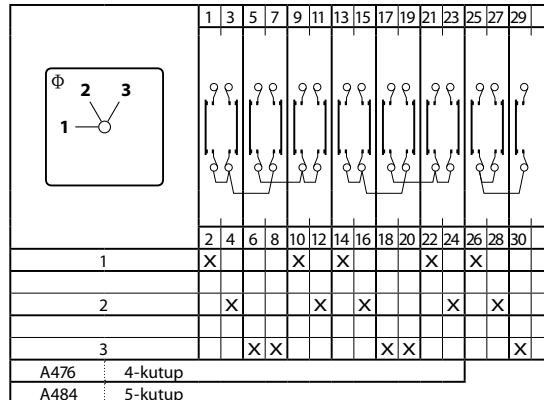 1 3 5 7 9 11 13 15 17 19 21 23 25 27 29
Φ
2 3
1
2 4 6 8 10 12 14 16 18 20 22 24 26 28 30
1 X X X X X
2 X X X X X
3 X X X X X
A476 4-kutup
A484 5-kutup